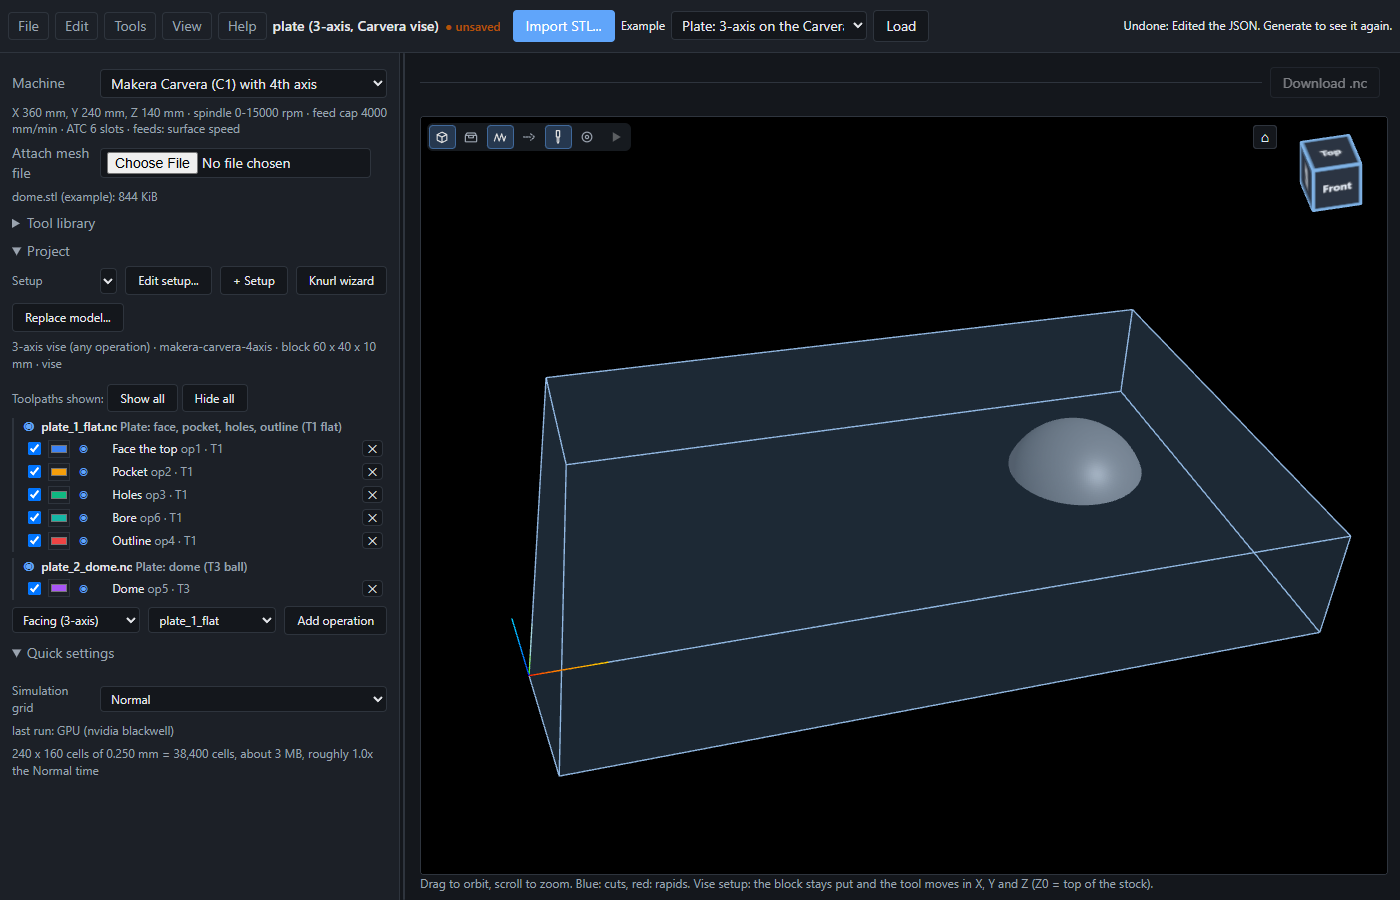 File Edit Tools View Help plate (3-axis, Carvera vise) ● unsaved Import STL... Example Plate: 3-axis on the Carver Load Undone: Edited the JSON. Generate to see it again.
Machine Makera Carvera (C1) with 4th axis
X 360 mm, Y 240 mm, Z 140 mm · spindle 0-15000 rpm · feed cap 4000
mm/min · ATC 6 slots · feeds: surface speed
Attach mesh
file Choose File No file chosen
dome.stl (example): 844 KiB
Tool library
Project
Setup Edit setup... + Setup Knurl wizard
Replace model...
3-axis vise (any operation) · makera-carvera-4axis · block 60 x 40 x 10
mm · vise
Toolpaths shown: Show all Hide all
plate_1_flat.nc Plate: face, pocket, holes, outline (T1 flat)
Face the top op1 · T1
Pocket op2 · T1
Holes op3 · T1
Bore op6 · T1
Outline op4 · T1
plate_2_dome.nc Plate: dome (T3 ball)
Dome op5 · T3
Facing (3-axis) plate_1_flat Add operation
Quick settings
Simulation
grid Normal
last run: GPU (nvidia blackwell)
240 x 160 cells of 0.250 mm = 38,400 cells, about 3 MB, roughly 1.0x
the Normal time
Download .nc
Top
Front
Drag to orbit, scroll to zoom. Blue: cuts, red: rapids. Vise setup: the block stays put and the tool moves in X, Y and Z (Z0 = top of the stock).